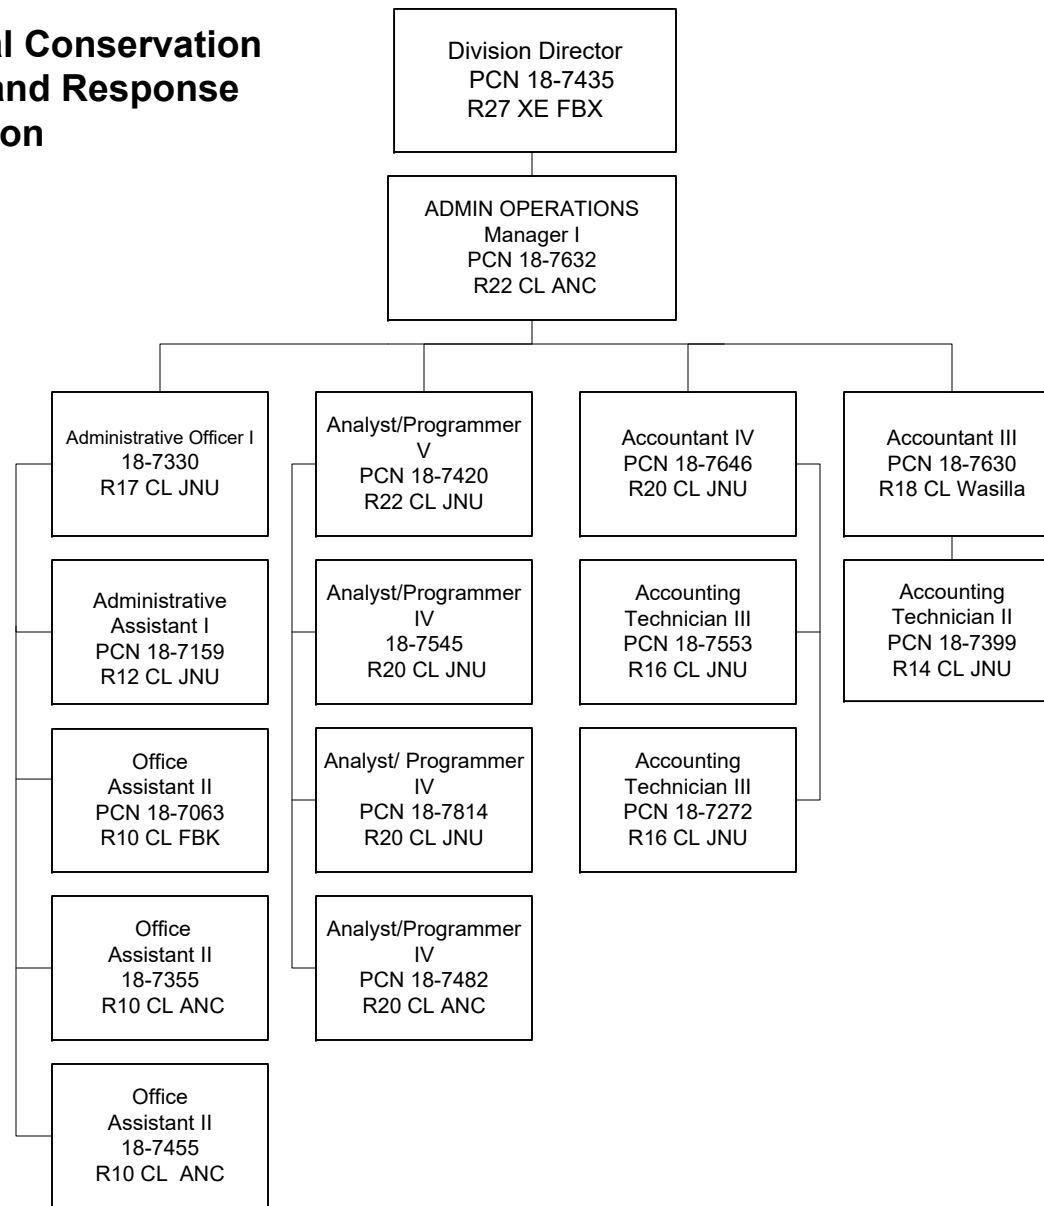 al Conservation
and Response
on
Division Director
PCN 18-7435
R27 XE FBX
ADMIN OPERATIONS
Manager I
PCN 18-7632
R22 CL ANC
Administrative Officer I
18-7330
R17 CL JNU
Administrative
Assistant I
PCN 18-7159
R12 CL JNU
Office
Assistant II
PCN 18-7063
R10 CL FBK
Office
Assistant II
18-7355
R10 CL ANC
Office
Assistant II
18-7455
R10 CL ANC
Analyst/Programmer
V
PCN 18-7420
R22 CL JNU
Analyst/Programmer
IV
18-7545
R20 CL JNU
Analyst/ Programmer
IV
PCN 18-7814
R20 CL JNU
Analyst/Programmer
IV
PCN 18-7482
R20 CL ANC
Accountant IV
PCN 18-7646
R20 CL JNU
Accounting
Technician III
PCN 18-7553
R16 CL JNU
Accounting
Technician III
PCN 18-7272
R16 CL JNU
Accountant III
PCN 18-7630
R18 CL Wasilla
Accounting
Technician II
PCN 18-7399
R14 CL JNU